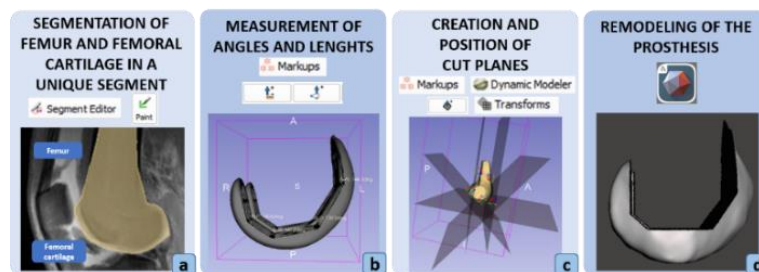 SEGMENTATION OF
FEMUR AND FEMORAL
CARTILAGE IN A
UNIQUE SEGMENT
Segment Editor
Paint
Femur
Femoral
cartilage
a
MEASUREMENT OF
ANGLES AND LENGHTS
Markups
A
R
S
L
P
b
CREATION AND
POSITION OF
CUT PLANES
Markups
Dynamic Modeler
Transforms
P
A
I
c
REMODELING OF THE
PROSTHESIS
A
d